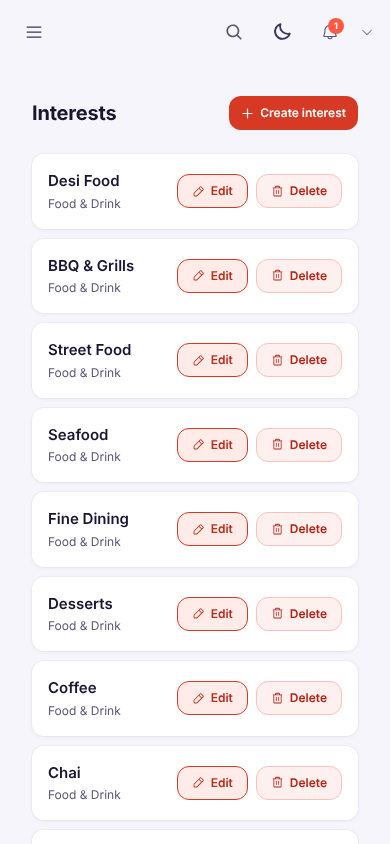 1
Interests
Create interest
Desi Food
Food & Drink
Edit
Delete
BBQ & Grills
Food & Drink
Edit
Delete
Street Food
Food & Drink
Edit
Delete
Seafood
Food & Drink
Edit
Delete
Fine Dining
Food & Drink
Edit
Delete
Desserts
Food & Drink
Edit
Delete
Coffee
Food & Drink
Edit
Delete
Chai
Food & Drink
Edit
Delete